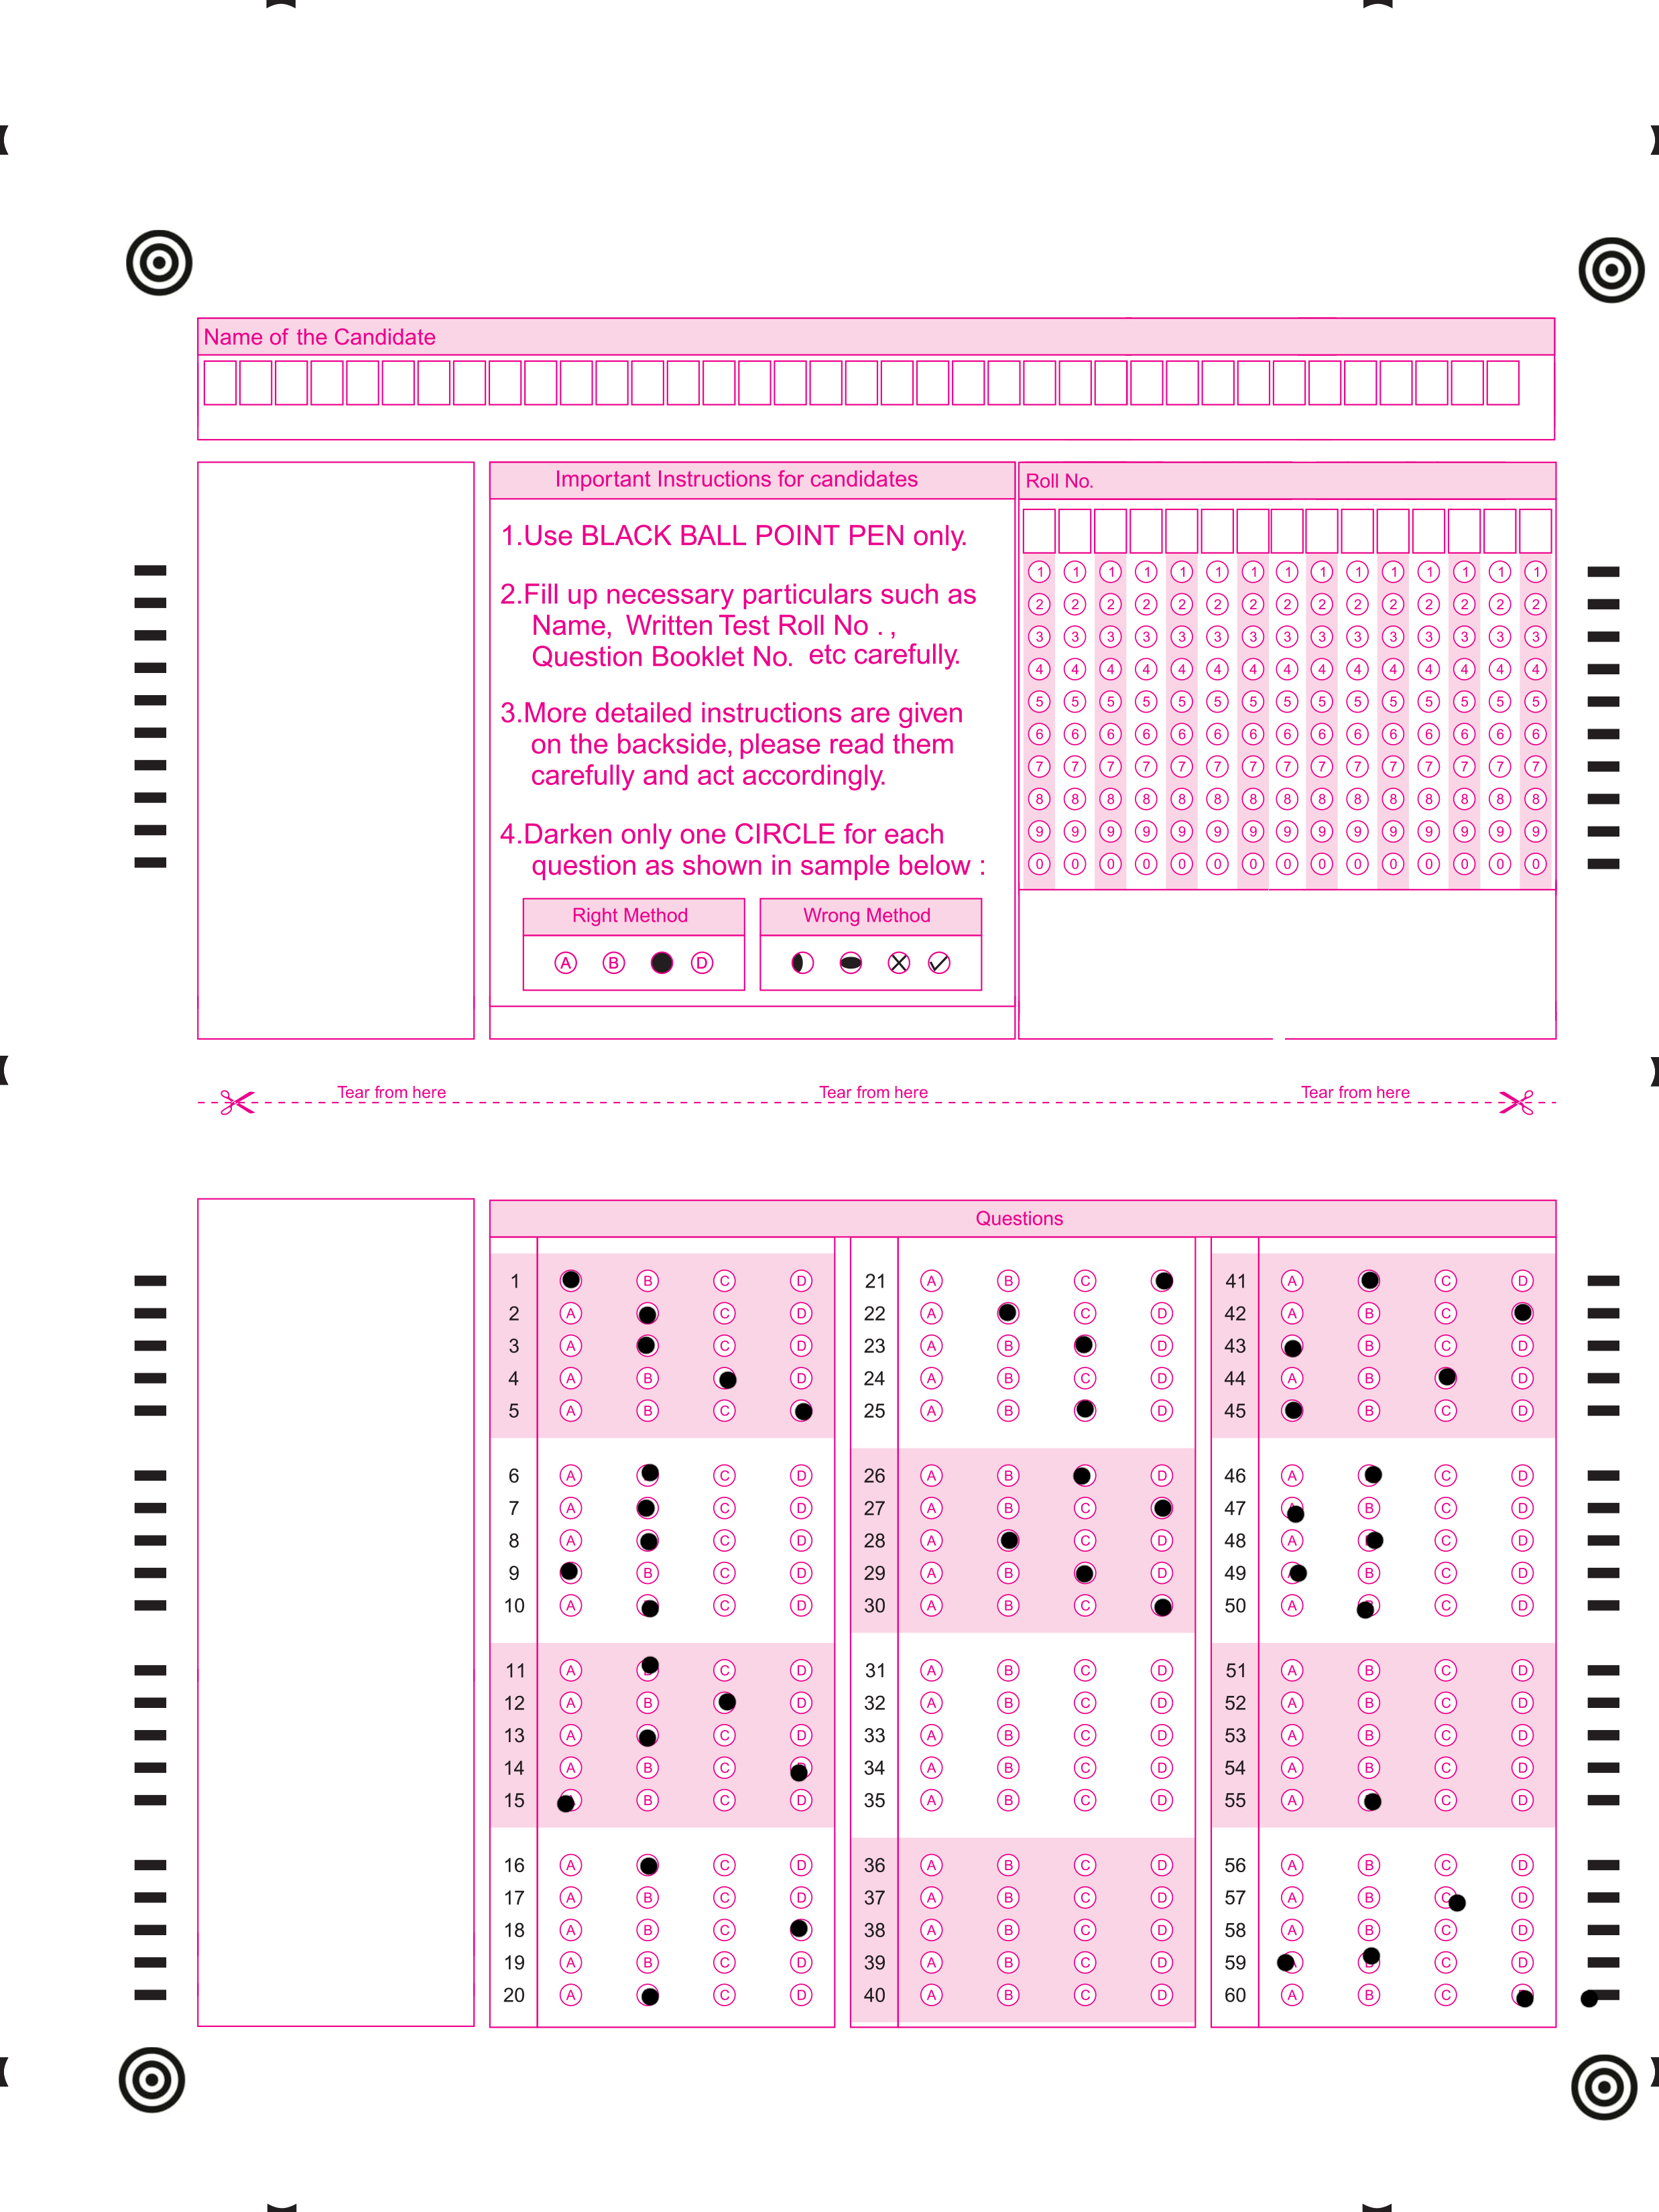 Name of the Candidate
Important Instructions for candidates
1.Use BLACK BALL POINT PEN only.
2.Fill up necessary particulars such as
Name, Written Test Roll No . ,
Question Booklet No. etc carefully.
3.More detailed instructions are given
on the backside, please read them
carefully and act accordingly.
4.Darken only one CIRCLE for each
question as shown in sample below :
Right Method
A B D
Wrong Method
Roll No.
1 1 1 1 1 1 1 1 1 1 1 1 1 1 1
2 2 2 2 2 2 2 2 2 2 2 2 2 2 2
3 3 3 3 3 3 3 3 3 3 3 3 3 3 3
4 4 4 4 4 4 4 4 4 4 4 4 4 4 4
5 5 5 5 5 5 5 5 5 5 5 5 5 5 5
6 6 6 6 6 6 6 6 6 6 6 6 6 6 6
7 7 7 7 7 7 7 7 7 7 7 7 7 7 7
8 8 8 8 8 8 8 8 8 8 8 8 8 8 8
9 9 9 9 9 9 9 9 9 9 9 9 9 9 9
0 0 0 0 0 0 0 0 0 0 0 0 0 0 0
Tear from here Tear from here Tear from here
Questions
1 B C D
2 A C D
3 A C D
4 A B D
5 A B C
6 A C D
7 A C D
8 A C D
9 B C D
10 A C D
11 A C D
12 A B D
13 A C D
14 A B C
15 B C D
16 A C D
17 A B C D
18 A B C
19 A B C D
20 A C D
21 A B C
22 A C D
23 A B D
24 A B C D
25 A B D
26 A B D
27 A B C
28 A C D
29 A B D
30 A B C
31 A B C D
32 A B C D
33 A B C D
34 A B C D
35 A B C D
36 A B C D
37 A B C D
38 A B C D
39 A B C D
40 A B C D
41 A C D
42 A B C
43 B C D
44 A B D
45 B C D
46 A C D
47 B C D
48 A C D
49 B C D
50 A C D
51 A B C D
52 A B C D
53 A B C D
54 A B C D
55 A C D
56 A B C D
57 A B C D
58 A B C D
59 C D
60 A B C